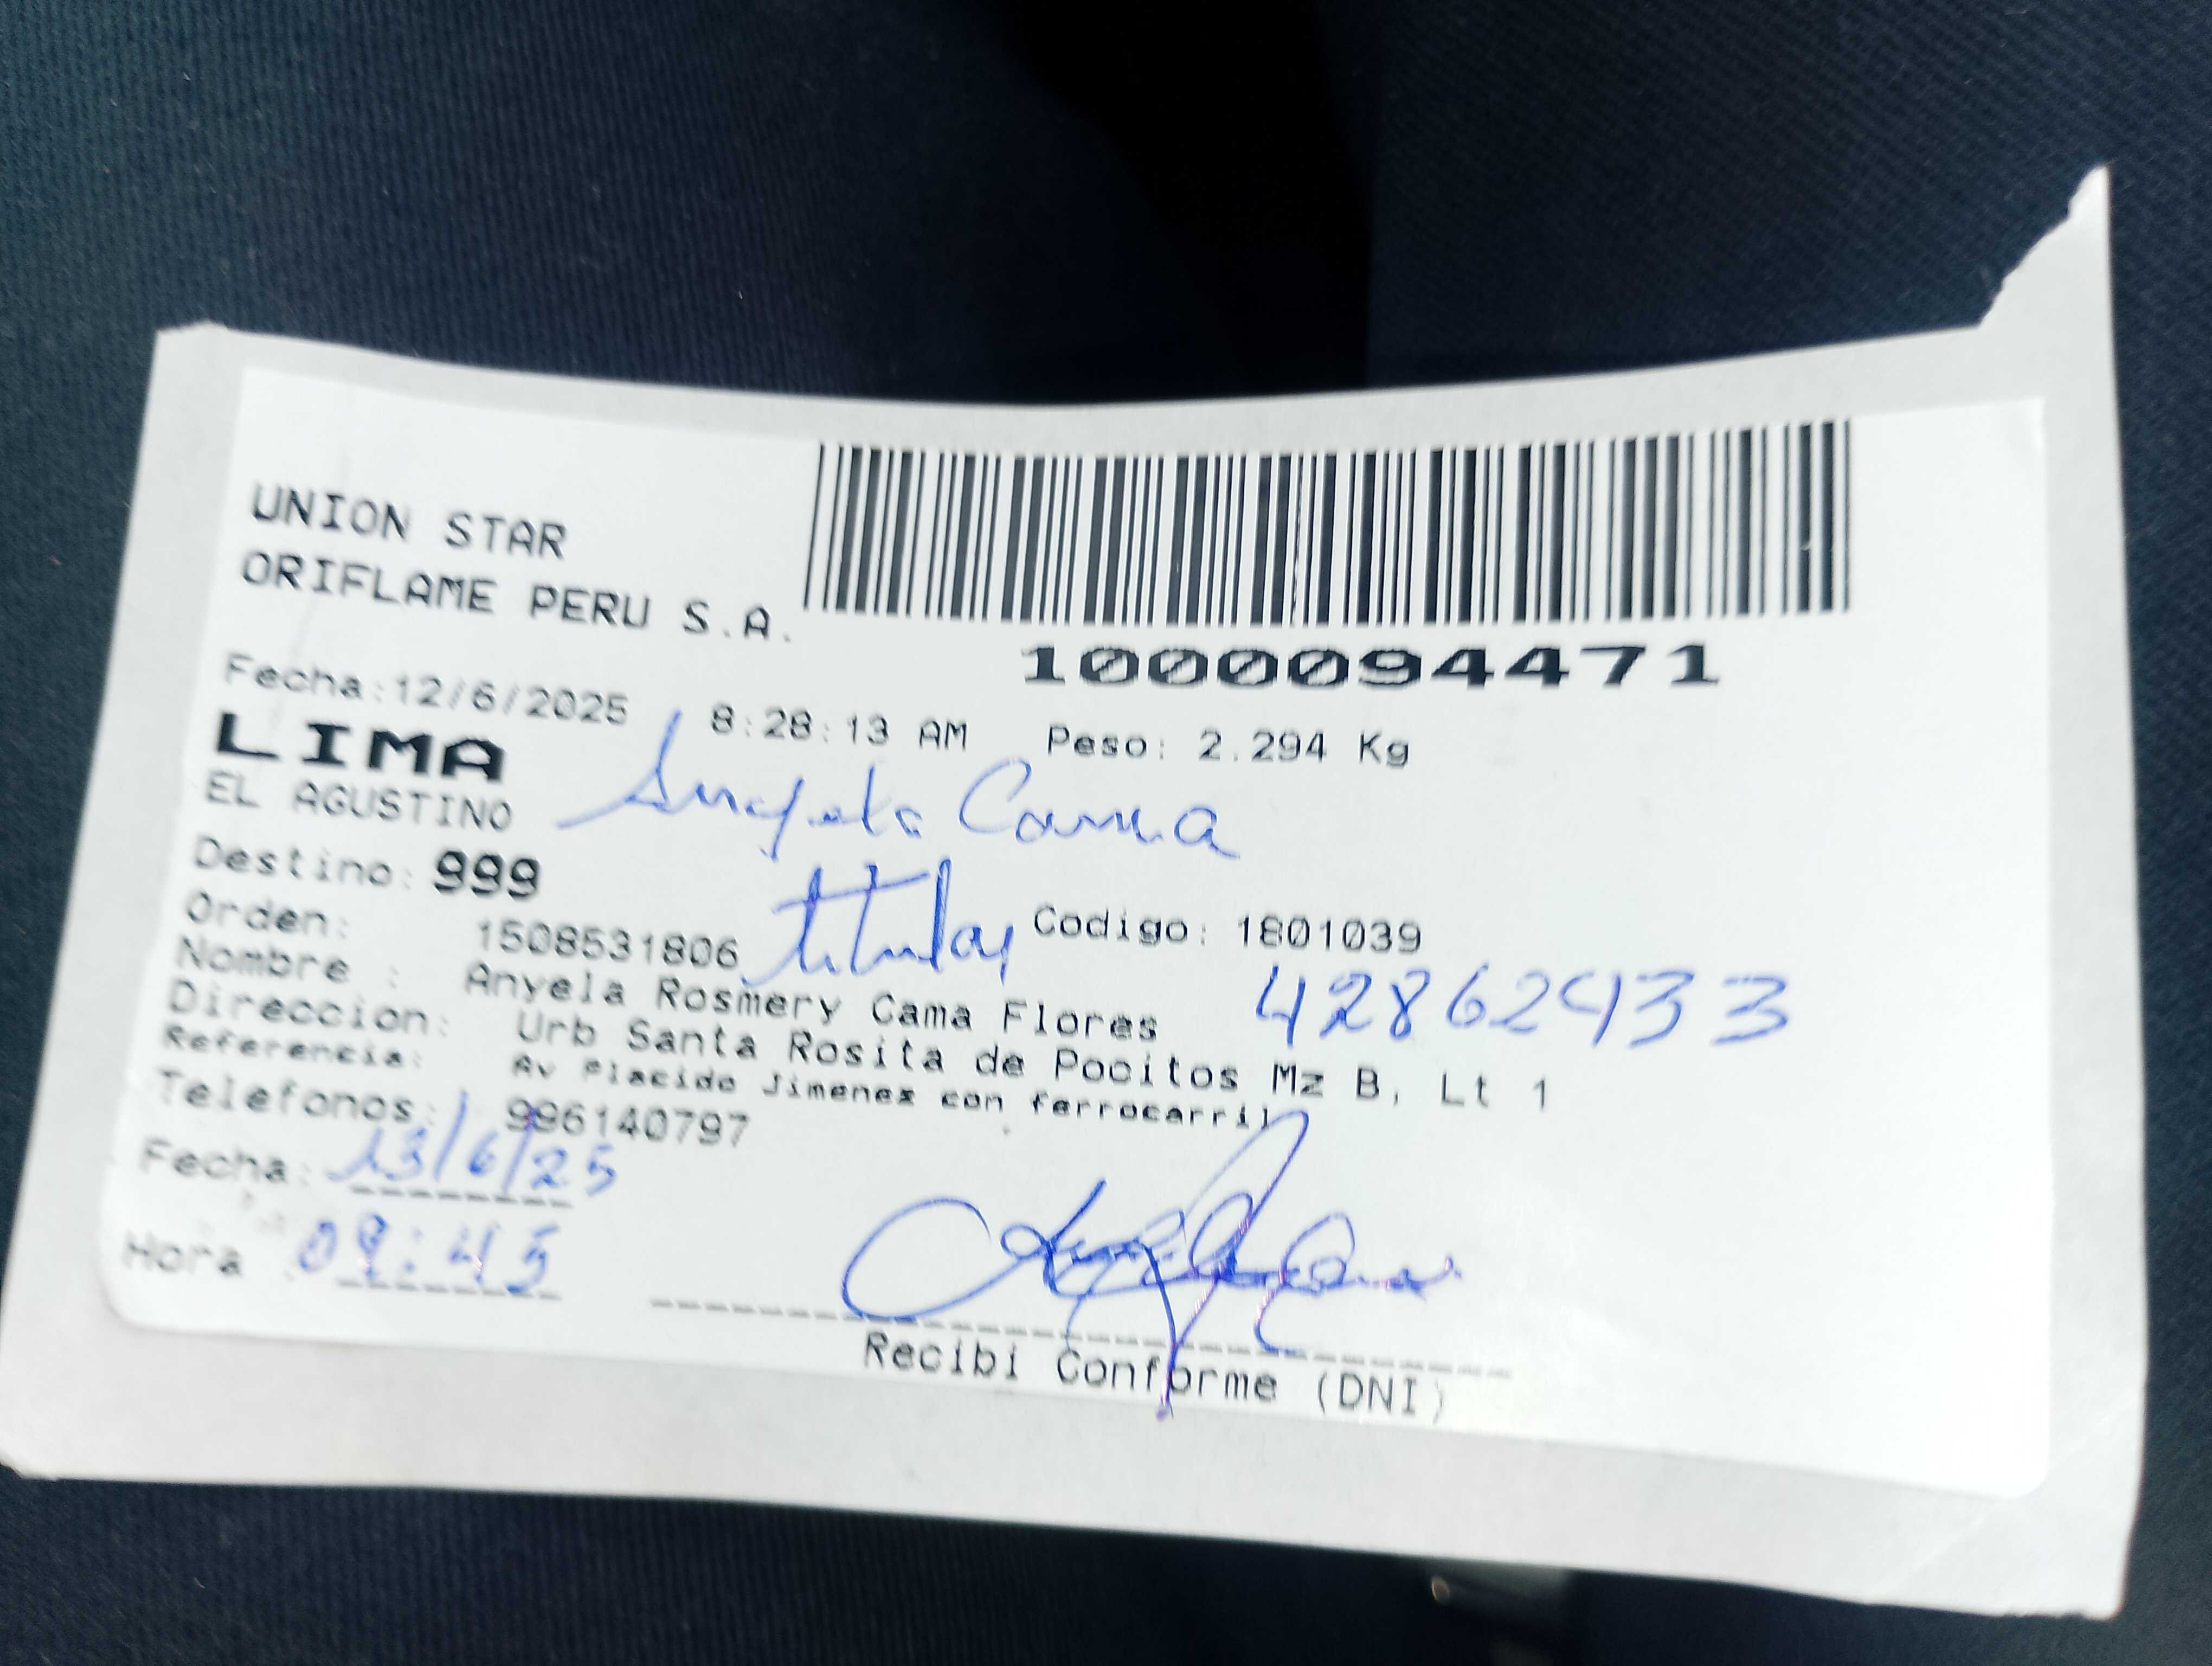 UNION STAR
ORIFLAME PERU S.A.
1000094471
Fecha:12/6/2025 8:28:13 AM Peso: 2.294 Kg
LIMA
EL AGUSTINO Anyela Cama
Destino: 999
Orden: 1508531806 titular Codigo: 1801039
Nombre : Anyela Rosmery Cama Flores 42862433
Direccion: Urb Santa Rosita de Pocitos Mz B, Lt 1
Referencia: Av Placido Jimenez con ferrocarril
Telefonos: 996140797
Fecha: 13/6/25
Hora : 09:45
Recibi Conforme (DNI)